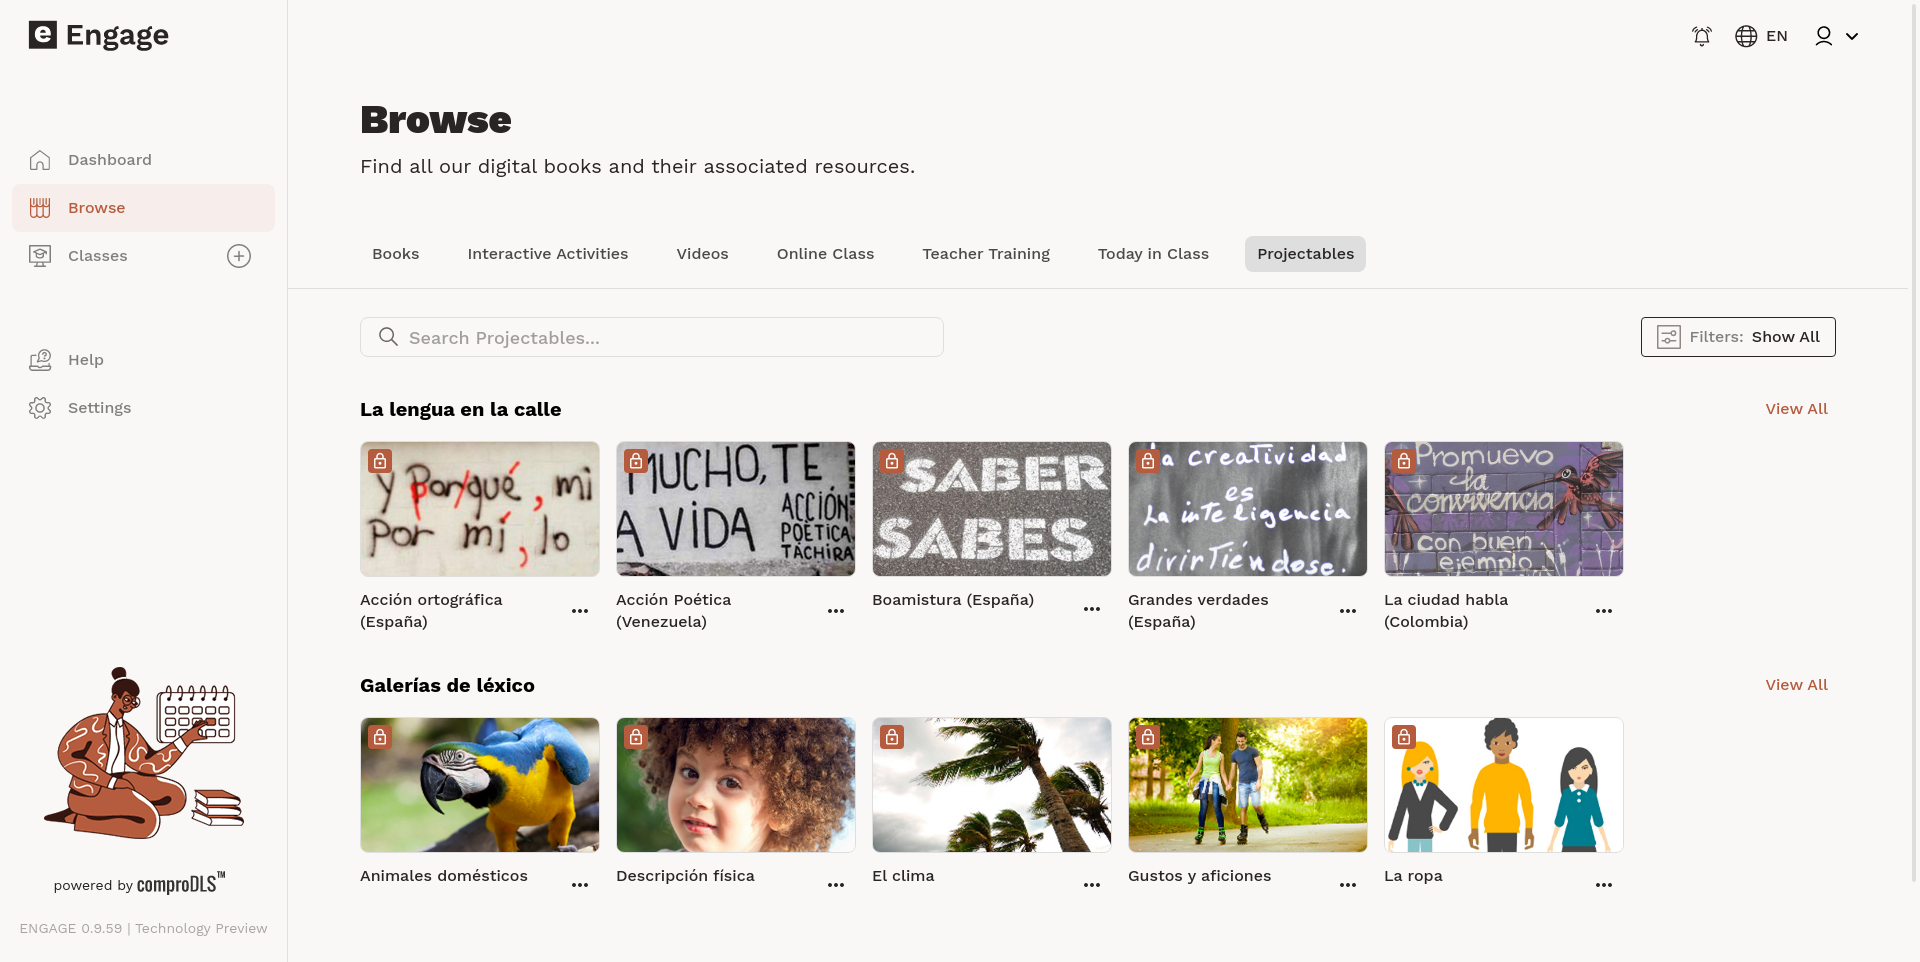 e Engage
EN
Browse
Find all our digital books and their associated resources.
Dashboard
Browse
Classes
Help
Settings
Books
Interactive Activities
Videos
Online Class
Teacher Training
Today in Class
Projectables
Search Projectables...
Filters: Show All
La lengua en la calle
View All
y Por/qué, mi
Por mí, lo
MUCHO, TE
A VIDA
ACCIÓN
POÉTICA
TÁCHIRA
SABER
SABES
La creatividad
es
La inteligencia
divirtiéndose.
Promuevo
la
convivencia
con buen
ejemplo
Acción ortográfica
(España)
Acción Poética
(Venezuela)
Boamistura (España)
Grandes verdades
(España)
La ciudad habla
(Colombia)
Galerías de léxico
View All
Animales domésticos
Descripción física
El clima
Gustos y aficiones
La ropa
powered by comproDLS™
ENGAGE 0.9.59 | Technology Preview